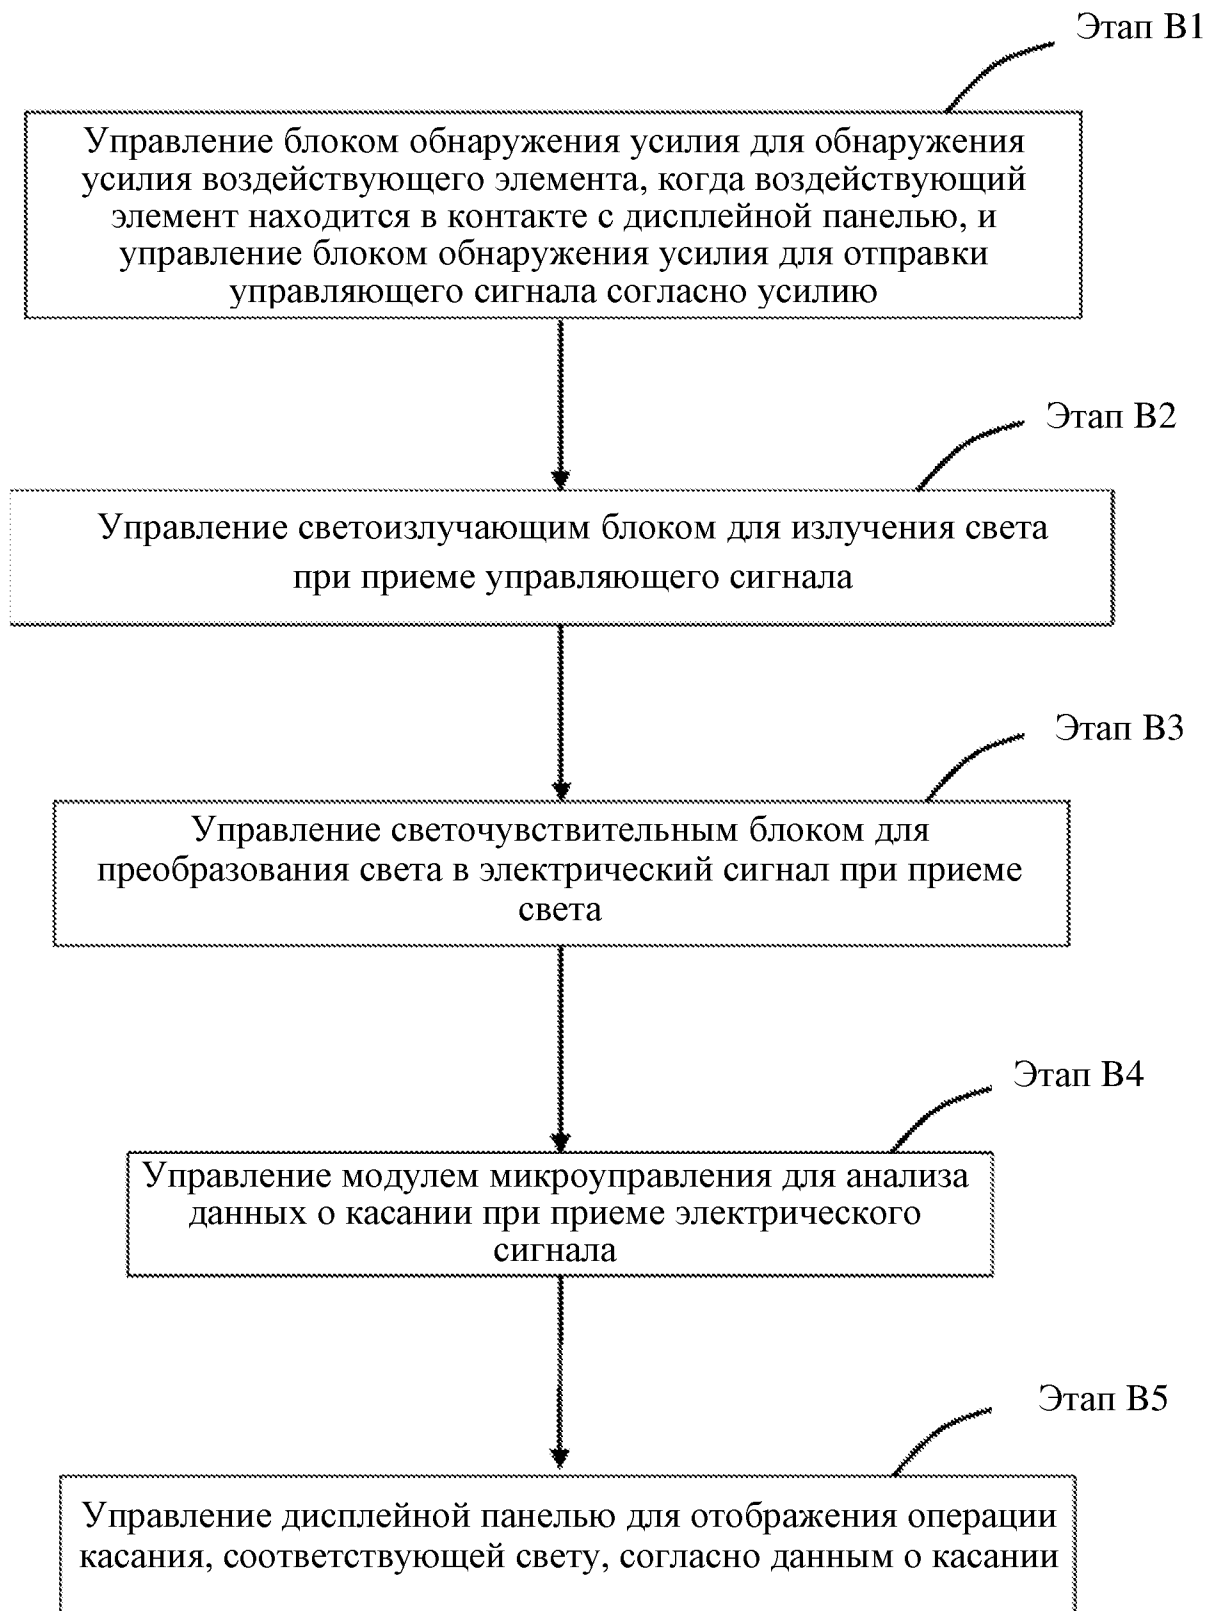 Этап B1
Управление блоком обнаружения усилия для обнаружения
усилия воздействующего элемента, когда воздействующий
элемент находится в контакте с дисплейной панелью, и
управление блоком обнаружения усилия для отправки
управляющего сигнала согласно усилию
Этап B2
Управление светоизлучающим блоком для излучения света
при приеме управляющего сигнала
Этап B3
Управление светочувствительным блоком для
преобразования света в электрический сигнал при приеме
света
Этап B4
Управление модулем микроуправления для анализа
данных о касании при приеме электрического
сигнала
Этап B5
Управление дисплейной панелью для отображения операции
касания, соответствующей свету, согласно данным о касании